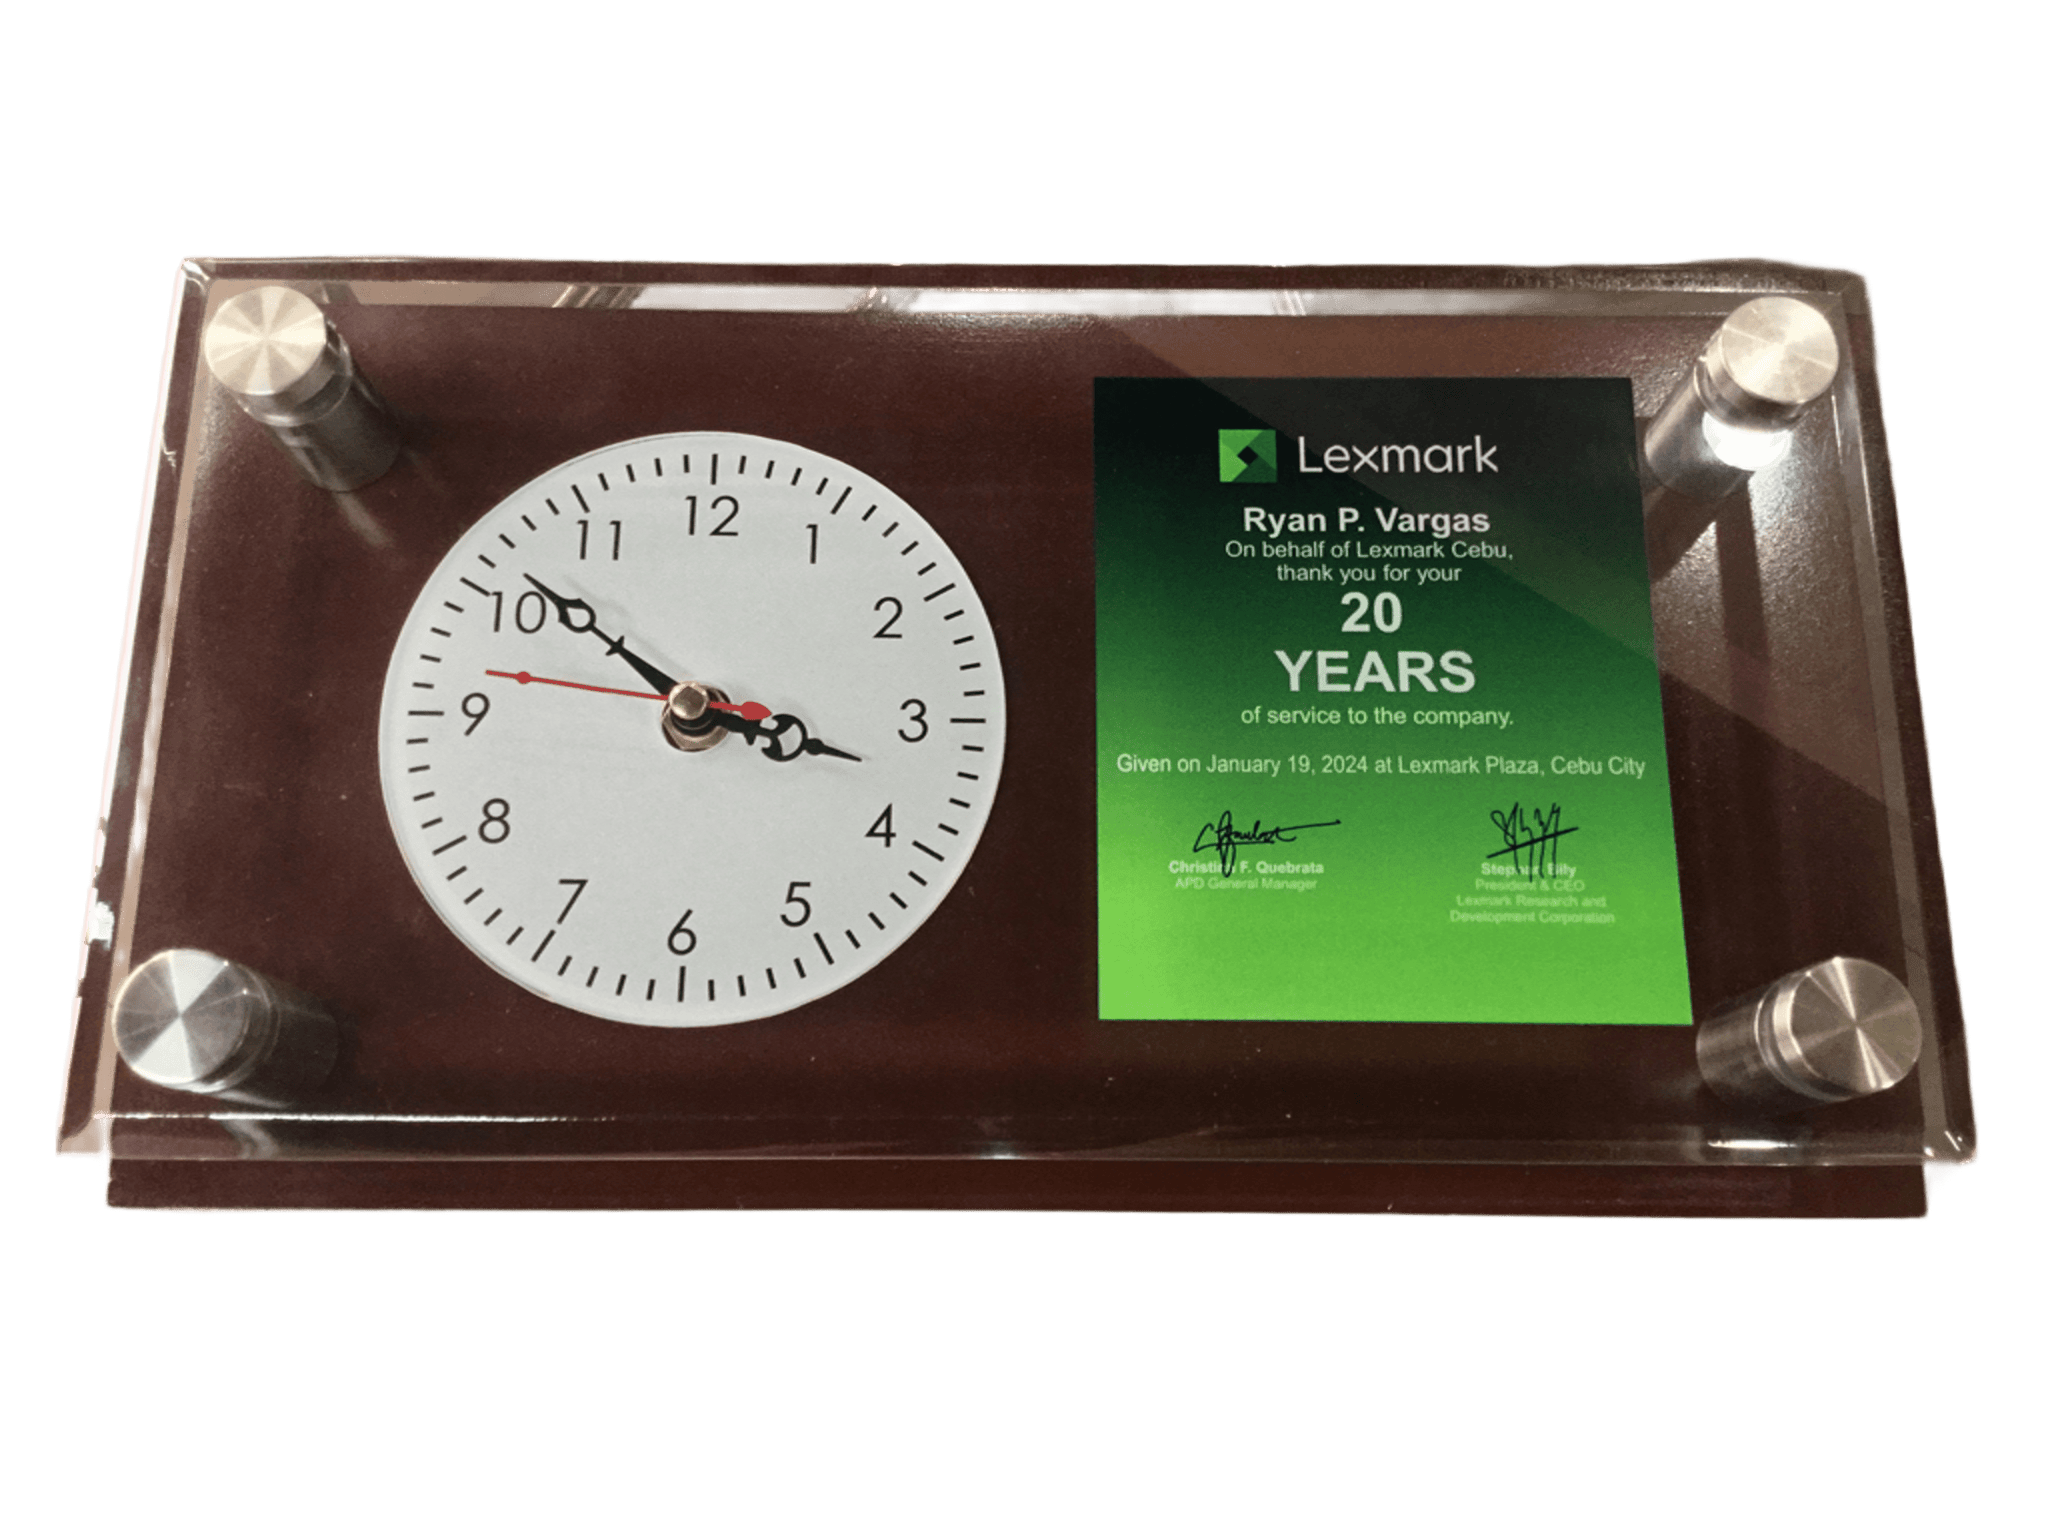 12
11
1
10
2
9
3
8
4
7
5
6
Lexmark
Ryan P. Vargas
On behalf of Lexmark Cebu,
thank you for your
20
YEARS
of service to the company.
Given on January 19, 2024 at Lexmark Plaza, Cebu City
Christina F. Quebrata
APD General Manager
Bily
President & CEO
Lexmark Research and
Development Corporation